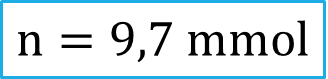 n = 9,7 mmol